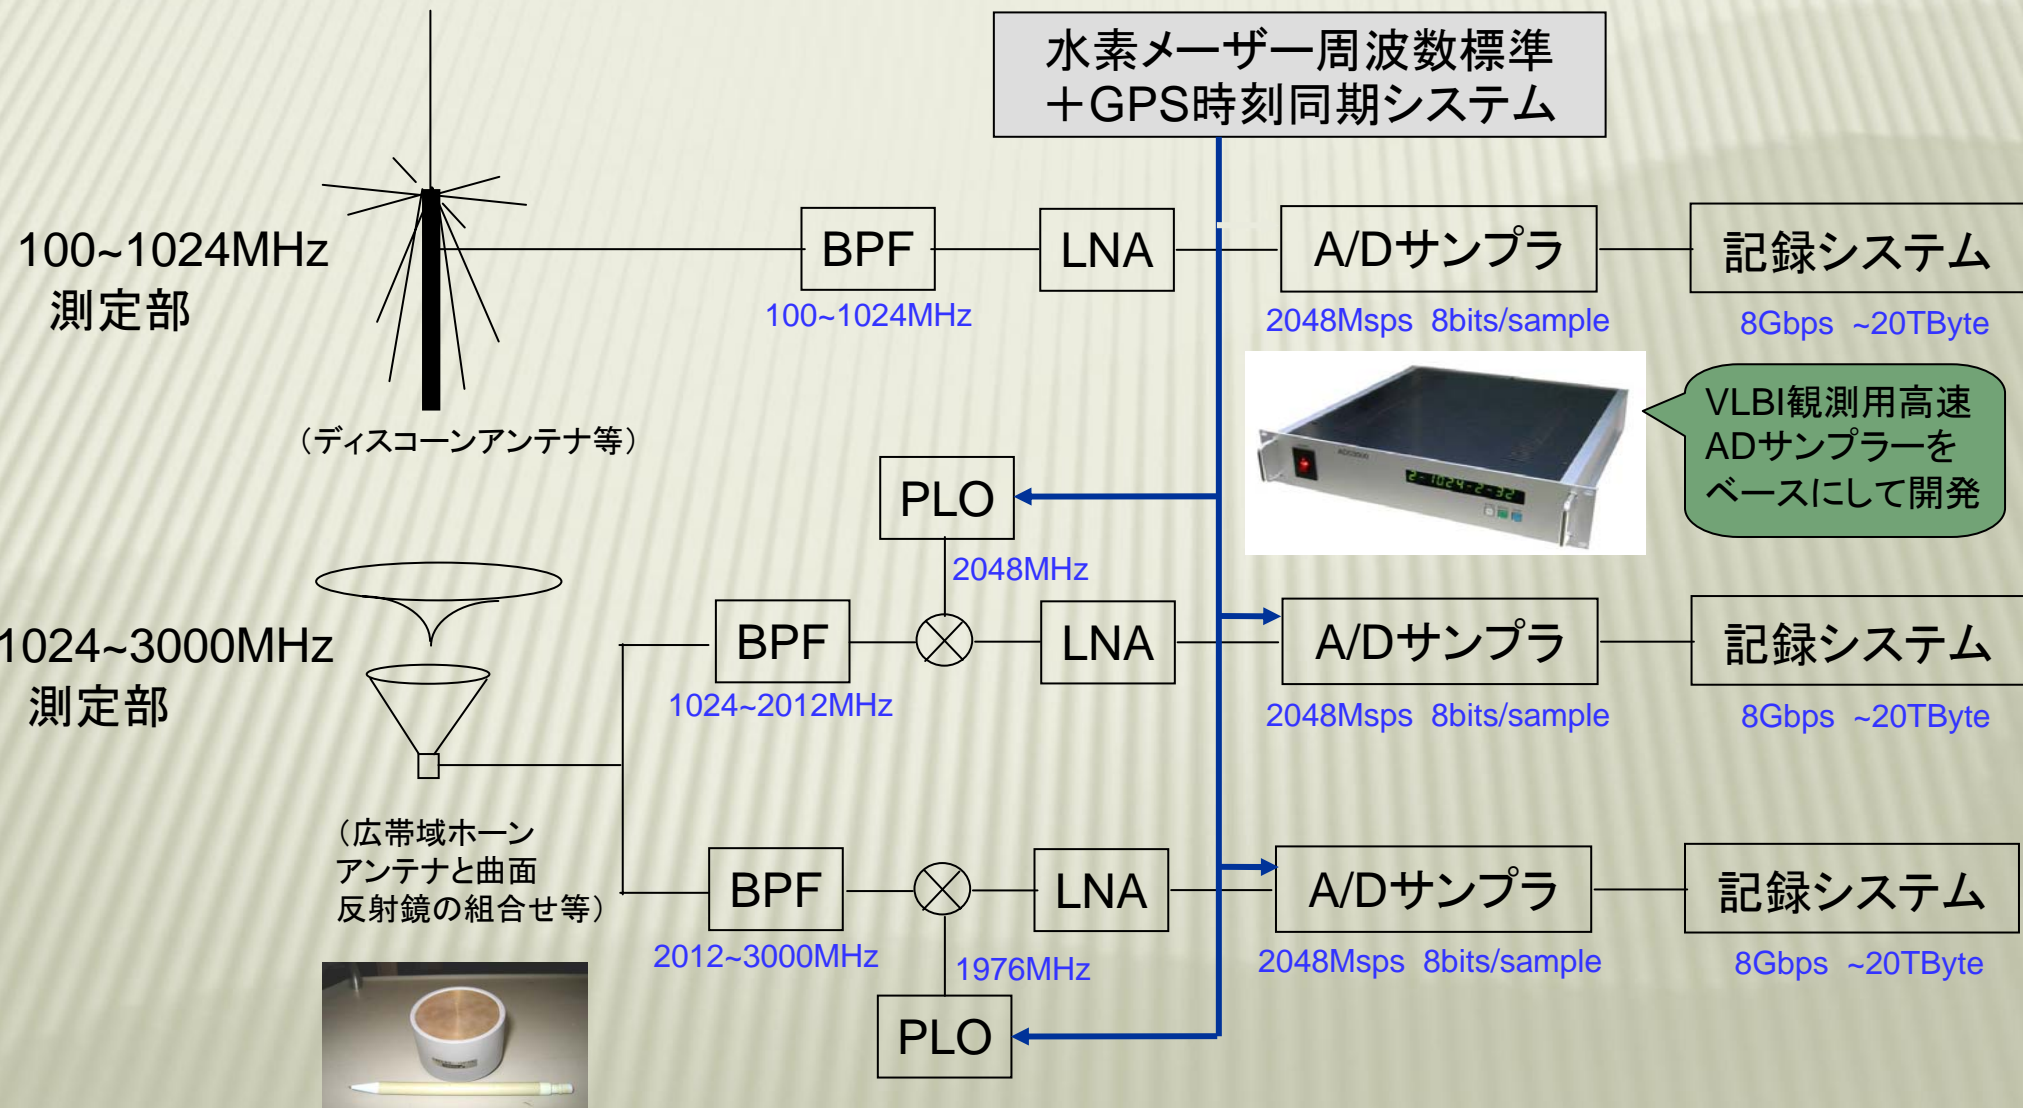 水素メーザー周波数標準
＋GPS時刻同期システム
100~1024MHz
測定部
BPF
100~1024MHz
LNA
A/Dサンプラ
2048Msps 8bits/sample
記録システム
8Gbps ~20TByte
（ディスコーンアンテナ等）
VLBI観測用高速
ADサンプラーを
ベースにして開発
2-1024-2-32
PLO
2048MHz
1024~3000MHz
測定部
BPF
1024~2012MHz
LNA
A/Dサンプラ
2048Msps 8bits/sample
記録システム
8Gbps ~20TByte
（広帯域ホーン
アンテナと曲面
反射鏡の組合せ等）
BPF
2012~3000MHz
LNA
A/Dサンプラ
2048Msps 8bits/sample
記録システム
8Gbps ~20TByte
1976MHz
PLO